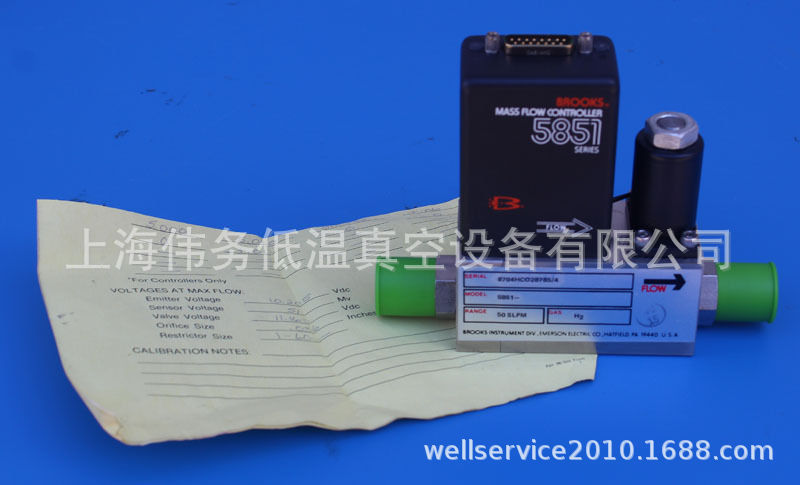 BROOKS
MASS FLOW CONTROLLER
5851
SERIES
FLOW
上海伟务低温真空设备有限公司
*For Controllers Only
VOLTAGES AT MAX FLOW:
Emitter Voltage Vdc
Sensor Voltage Mv
Valve Voltage Vdc
Orifice Size Inches
Restrictor Size
CALIBRATION NOTES:
SERIAL
MODEL 5851-
RANGE 50 SLPM GAS H2
FLOW
BROOKS INSTRUMENT DIV., EMERSON ELECTRIC CO., HATFIELD PA 19440 U.S.A.
wellservice2010.1688.com